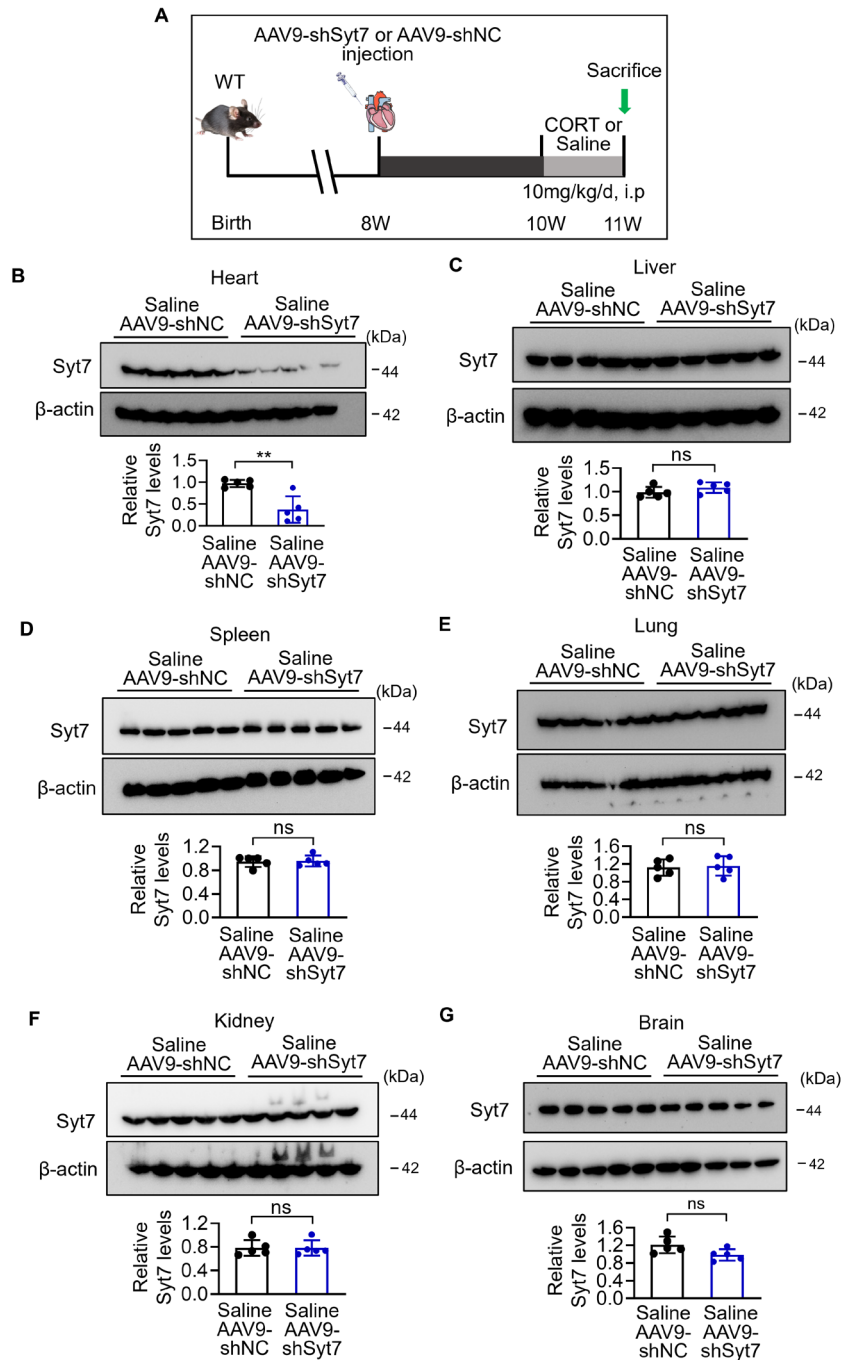 A
AAV9-shSyt7 or AAV9-shNC
injection
WT
Sacrifice
CORT or
Saline
10mg/kg/d, i.p
Birth
8W
10W
11W
B
Heart
Saline
AAV9-shNC
Saline
AAV9-shSyt7
(kDa)
Syt7
-44
β-actin
-42
Relative
Syt7 levels
1.5
1.0
0.5
0.0
**
Saline
AAV9-
shNC
Saline
AAV9-
shSyt7
C
Liver
Saline
AAV9-shNC
Saline
AAV9-shSyt7
(kDa)
Syt7
-44
β-actin
-42
Relative
Syt7 levels
1.5
1.0
0.5
0.0
ns
Saline
AAV9-
shNC
Saline
AAV9-
shSyt7
D
Spleen
Saline
AAV9-shNC
Saline
AAV9-shSyt7
(kDa)
Syt7
-44
β-actin
-42
Relative
Syt7 levels
1.2
0.8
0.4
0.0
ns
Saline
AAV9-
shNC
Saline
AAV9-
shSyt7
E
Lung
Saline
AAV9-shNC
Saline
AAV9-shSyt7
(kDa)
Syt7
-44
β-actin
-42
Relative
Syt7 levels
1.6
1.2
0.8
0.4
0.0
ns
Saline
AAV9-
shNC
Saline
AAV9-
shSyt7
F
Kidney
Saline
AAV9-shNC
Saline
AAV9-shSyt7
(kDa)
Syt7
-44
β-actin
-42
Relative
Syt7 levels
1.2
0.8
0.4
0.0
ns
Saline
AAV9-
shNC
Saline
AAV9-
shSyt7
G
Brain
Saline
AAV9-shNC
Saline
AAV9-shSyt7
(kDa)
Syt7
-44
β-actin
-42
Relative
Syt7 levels
1.6
1.2
0.8
0.4
0.0
ns
Saline
AAV9-
shNC
Saline
AAV9-
shSyt7